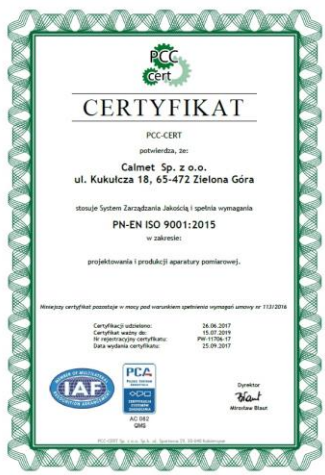 PCC
cert
CERTYFIKAT
PCC-CERT
potwierdza, że:
Calmet Sp. z o.o.
ul. Kukułcza 18, 65-472 Zielona Góra
stosuje System Zarządzania Jakością i spełnia wymagania
PN-EN ISO 9001:2015
w zakresie:
projektowania i produkcji aparatury pomiarowej.
Niniejszy certyfikat pozostaje w mocy pod warunkiem spełnienia wymagań umowy nr 113/2016
Certyfikacji udzielono: 26.06.2017
Certyfikat ważny do: 15.07.2019
Nr rejestracyjny certyfikatu: PW-11706-17
Data wydania certyfikatu: 25.09.2017
IAF
PCA
AC 082
QMS
Dyrektor
Mirosław Blaut